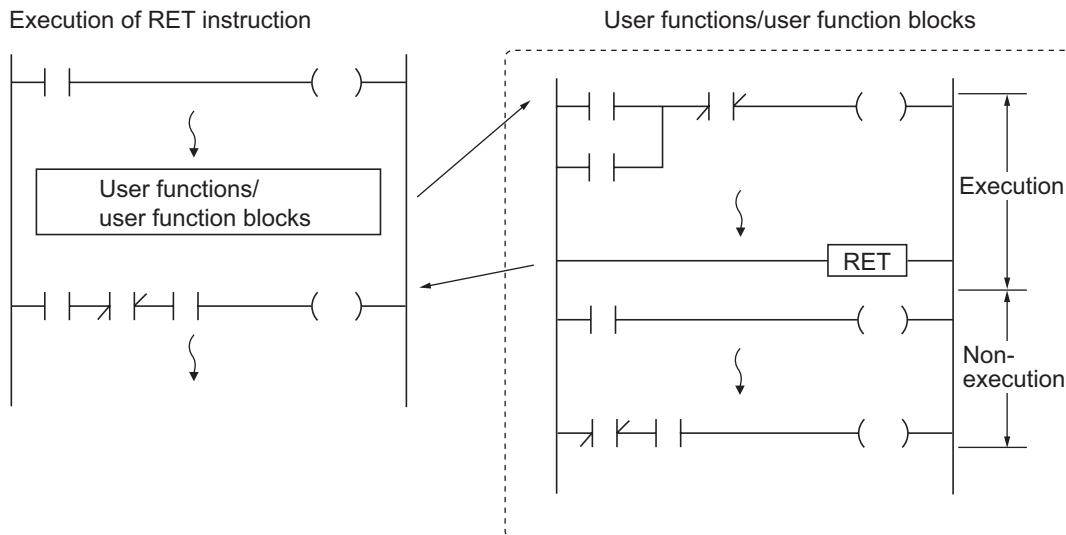 Execution of RET instruction
User functions/user function blocks
User functions/
user function blocks
Execution
RET
Non-
execution